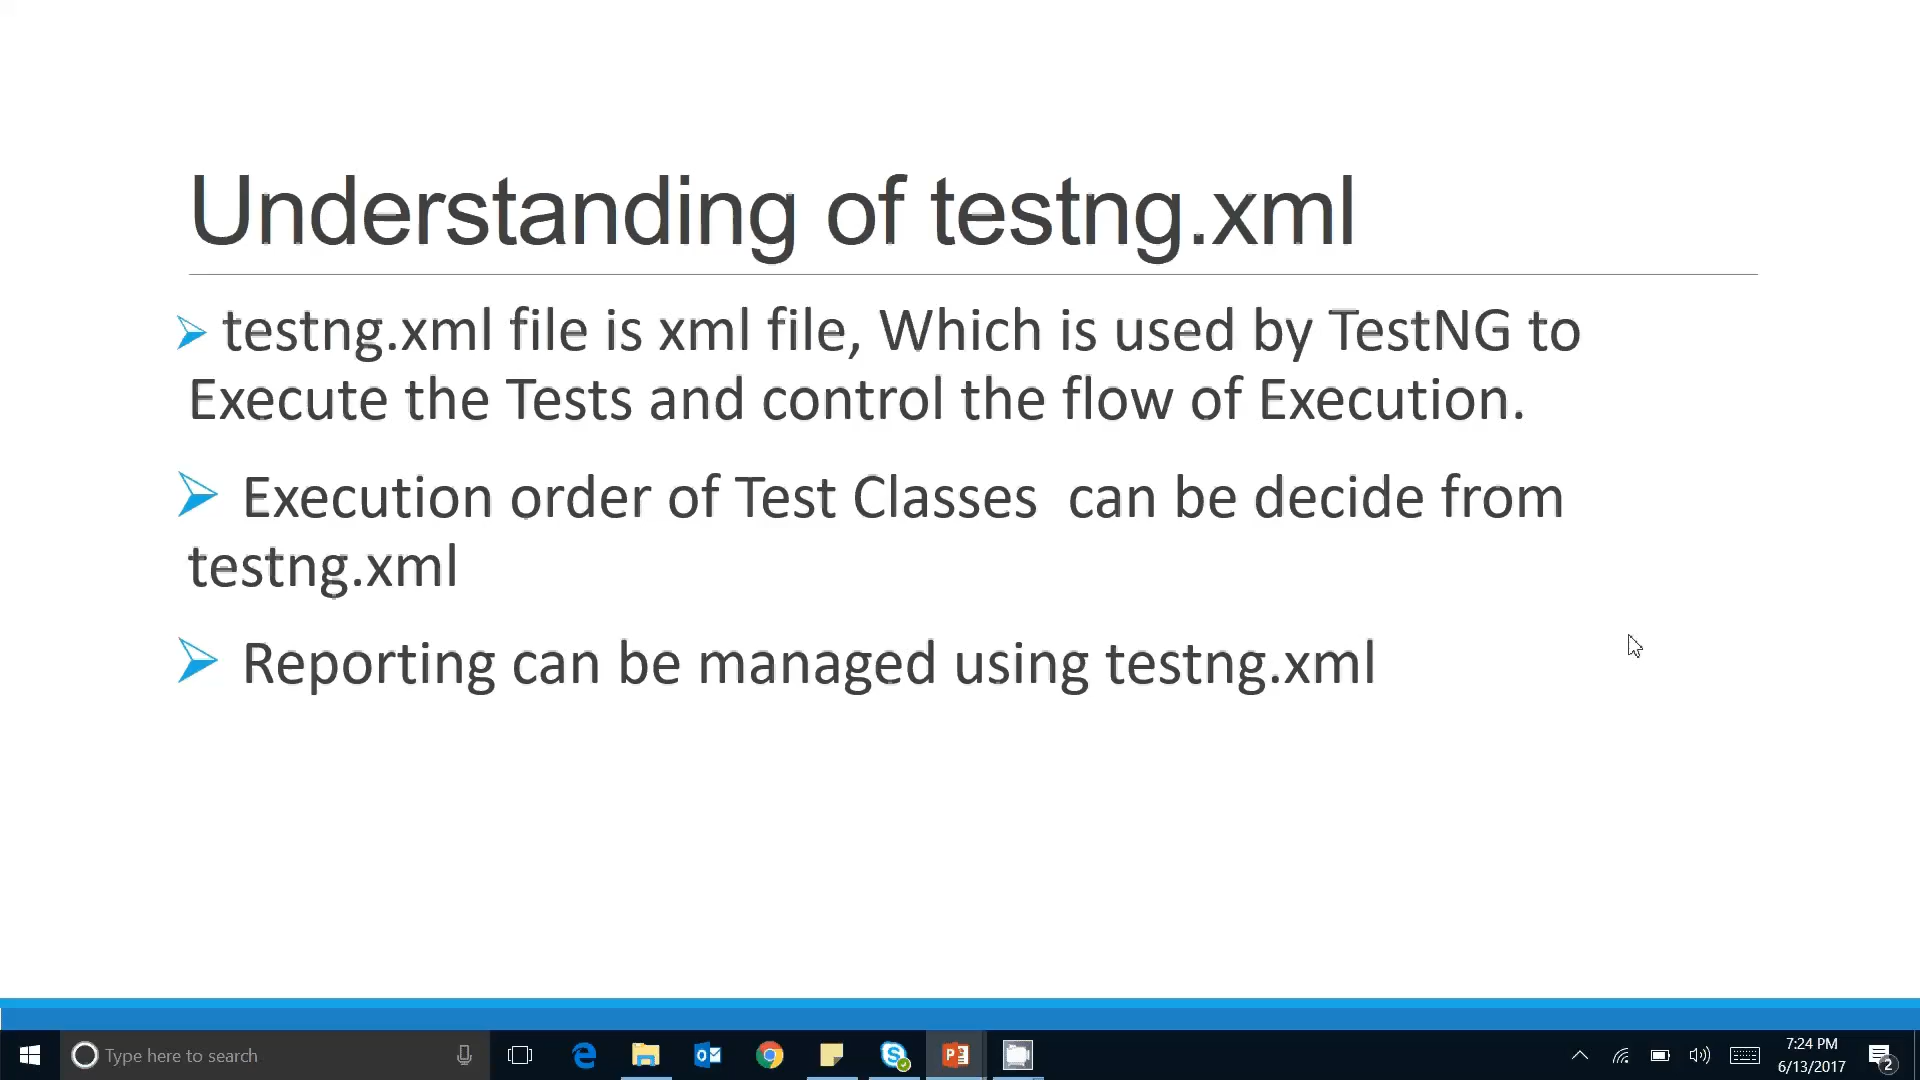 Understanding of testng.xml
testng.xml file is xml file, Which is used by TestNG to
Execute the Tests and control the flow of Execution.
Execution order of Test Classes  can be decide from
testng.xml
Reporting can be managed using testng.xml
Type here to search
7:24 PM
6/13/2017
2